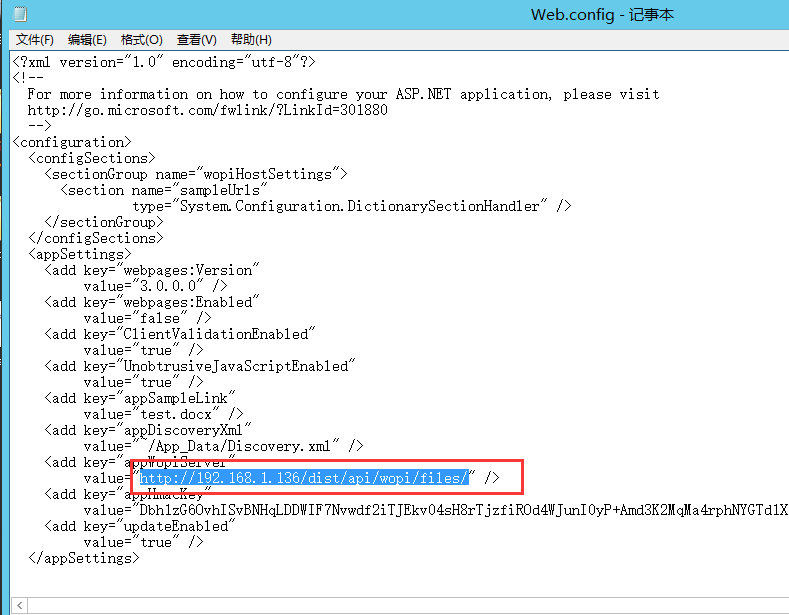 Web.config - 记事本
文件(F) 编辑(E) 格式(O) 查看(V) 帮助(H)
<?xml version="1.0" encoding="utf-8"?>
<!--
For more information on how to configure your ASP.NET application, please visit
http://go.microsoft.com/fwlink/?LinkId=301880
-->
<configuration>
<configSections>
<sectionGroup name="wopiHostSettings">
<section name="sampleUrls"
type="System.Configuration.DictionarySectionHandler" />
</sectionGroup>
</configSections>
<appSettings>
<add key="webpages:Version"
value="3.0.0.0" />
<add key="webpages:Enabled"
value="false" />
<add key="ClientValidationEnabled"
value="true" />
<add key="UnobtrusiveJavaScriptEnabled"
value="true" />
<add key="appSampleLink"
value="test.docx" />
<add key="appDiscoveryXml"
value="~/App_Data/Discovery.xml" />
<add key="appWopiServer"
value="http://192.168.1.136/dist/api/wopi/files/" />
<add key="appHmacKey"
value="Dbh1zG6OvhISvBNHqLDDWIF7Nvwdf2iTJEkv04sH8rTjzfiROd4WJunI0yP+Amd3K2MqMa4rphNYGTd1X
<add key="updateEnabled"
value="true" />
</appSettings>